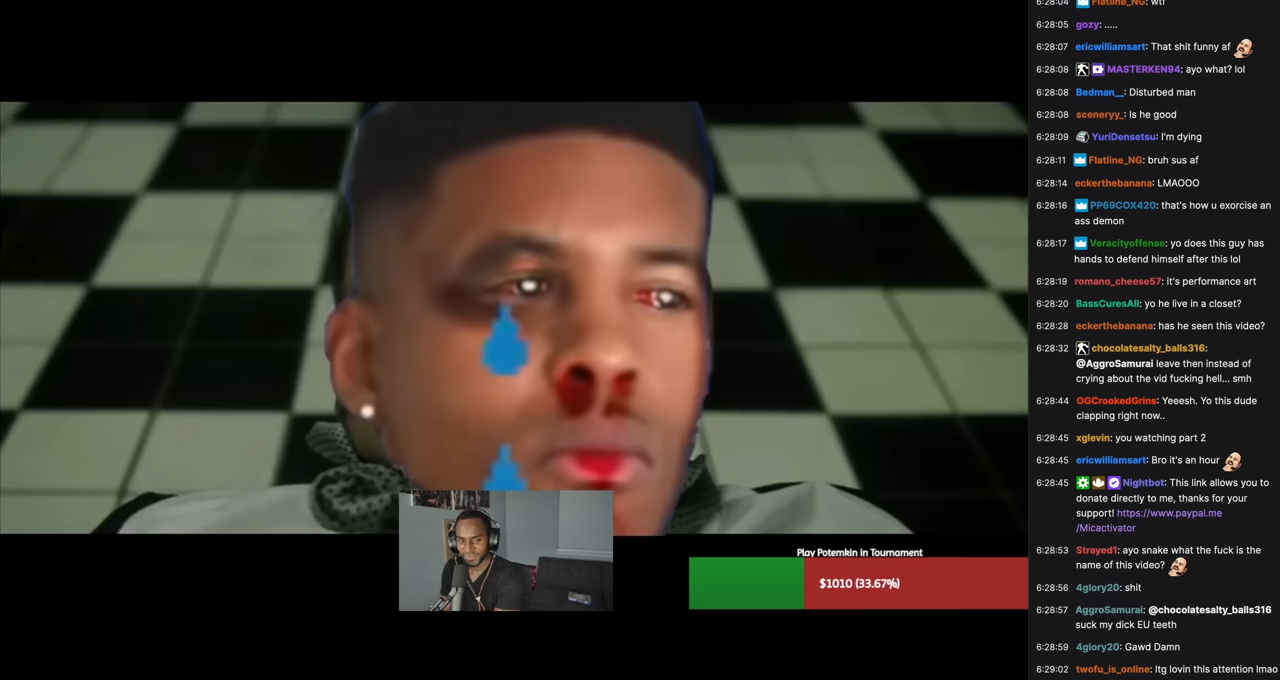 Play Potemkin in Tournament
$1010 (33.67%)
6:28:04 Flatline_NG: wtf
6:28:05 gozy: .....
6:28:07 ericwilliamsart: That shit funny af
6:28:08 MASTERKEN94: ayo what? lol
6:28:08 Bedman__: Disturbed man
6:28:08 sceneryy_: Is he good
6:28:09 YuriDensetsu: I'm dying
6:28:11 Flatline_NG: bruh sus af
6:28:14 eckerthebanana: LMAOOO
6:28:16 PP69COX420: that's how u exorcise an
ass demon
6:28:17 Veracityoffense: yo does this guy has
hands to defend himself after this lol
6:28:19 romano_cheese57: it's performance art
6:28:20 BassCuresAll: yo he live in a closet?
6:28:28 eckerthebanana: has he seen this video?
6:28:32 chocolatesalty_balls316:
@AggroSamurai leave then instead of
crying about the vid fucking hell... smh
6:28:44 OGCrookedGrins: Yeeesh. Yo this dude
clapping right now..
6:28:45 xglevin: you watching part 2
6:28:45 ericwilliamsart: Bro it's an hour
6:28:45 Nightbot: This link allows you to
donate directly to me, thanks for your
support! https://www.paypal.me
/Micactivator
6:28:53 Strayed1: ayo snake what the fuck is the
name of this video?
6:28:56 4glory20: shit
6:28:57 AggroSamurai: @chocolatesalty_balls316
suck my dick EU teeth
6:28:59 4glory20: Gawd Damn
6:29:02 twofu_is_online: Itg lovin this attention lmao